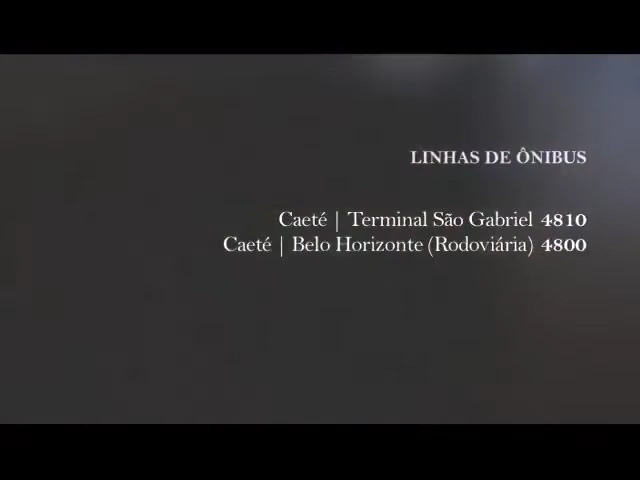 LINHAS DE ÔNIBUS
Caeté | Terminal São Gabriel 4810
Caeté | Belo Horizonte (Rodoviária) 4800